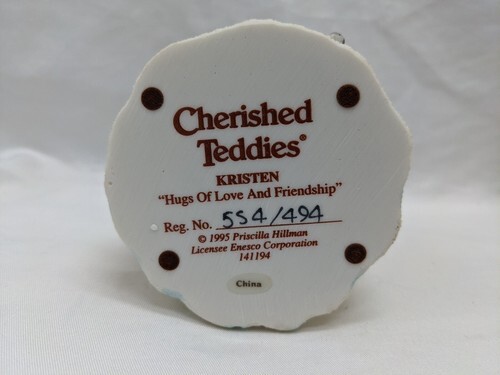 Cherished
Teddies®
KRISTEN
"Hugs Of Love And Friendship"
Reg. No. 5S4/494
© 1995 Priscilla Hillman
Licensee Enesco Corporation
141194
China